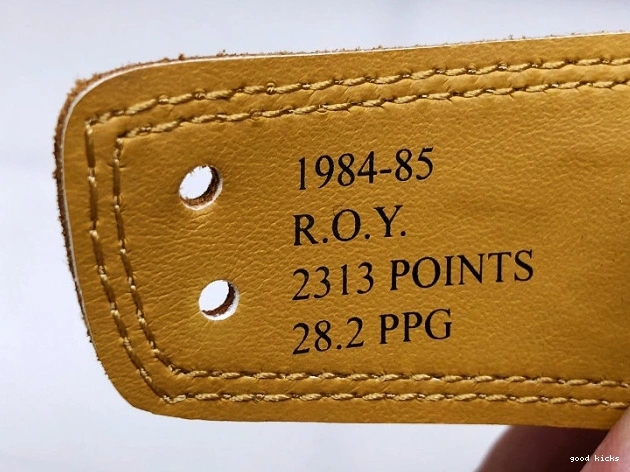 1984-85
R.O.Y.
2313 POINTS
28.2 PPG
good kicks